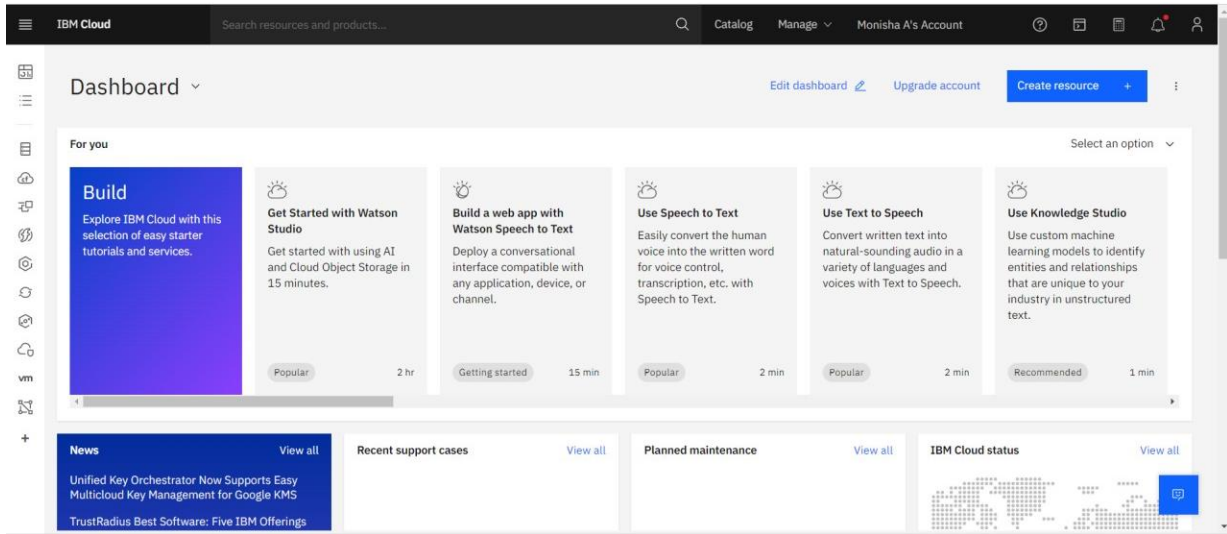 IBM Cloud
Search resources and products...
Catalog
Manage
Monisha A's Account
Dashboard
Edit dashboard
Upgrade account
Create resource +
For you
Select an option
Build
Explore IBM Cloud with this
selection of easy starter
tutorials and services.
Get Started with Watson
Studio
Get started with using AI
and Cloud Object Storage in
15 minutes.
Popular
2 hr
Build a web app with
Watson Speech to Text
Deploy a conversational
interface compatible with
any application, device, or
channel.
Getting started
15 min
Use Speech to Text
Easily convert the human
voice into the written word
for voice control,
transcription, etc. with
Speech to Text.
Popular
2 min
Use Text to Speech
Convert written text into
natural-sounding audio in a
variety of languages and
voices with Text to Speech.
Popular
2 min
Use Knowledge Studio
Use custom machine
learning models to identify
entities and relationships
that are unique to your
industry in unstructured
text.
Recommended
1 min
vm
News
View all
Unified Key Orchestrator Now Supports Easy
Multicloud Key Management for Google KMS
TrustRadius Best Software: Five IBM Offerings
Recent support cases
View all
Planned maintenance
View all
IBM Cloud status
View all